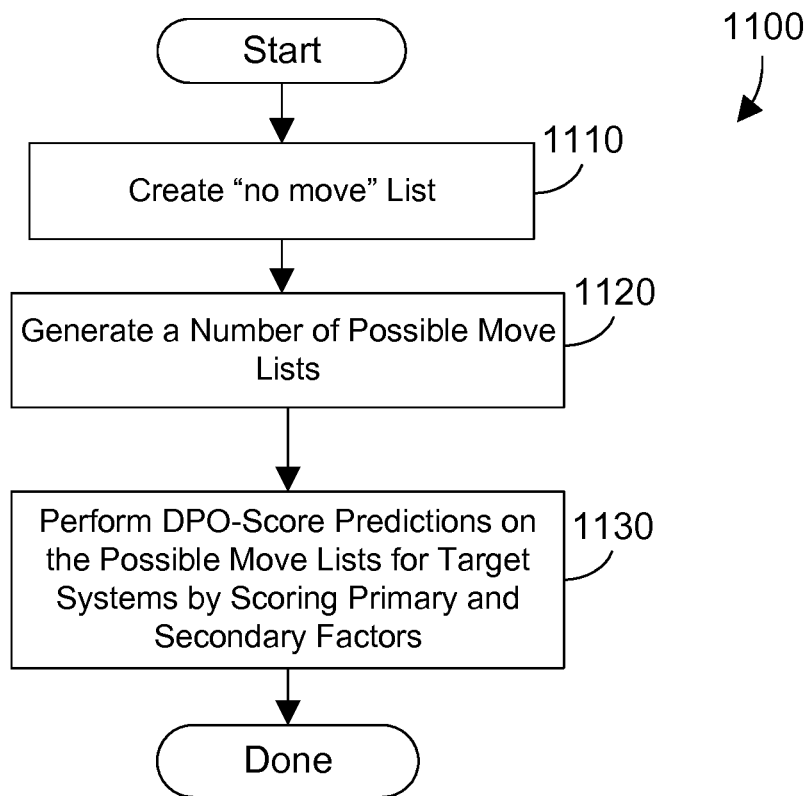 1100
Start
1110
Create “no move” List
1120
Generate a Number of Possible Move
Lists
1130
Perform DPO-Score Predictions on
the Possible Move Lists for Target
Systems by Scoring Primary and
Secondary Factors
Done